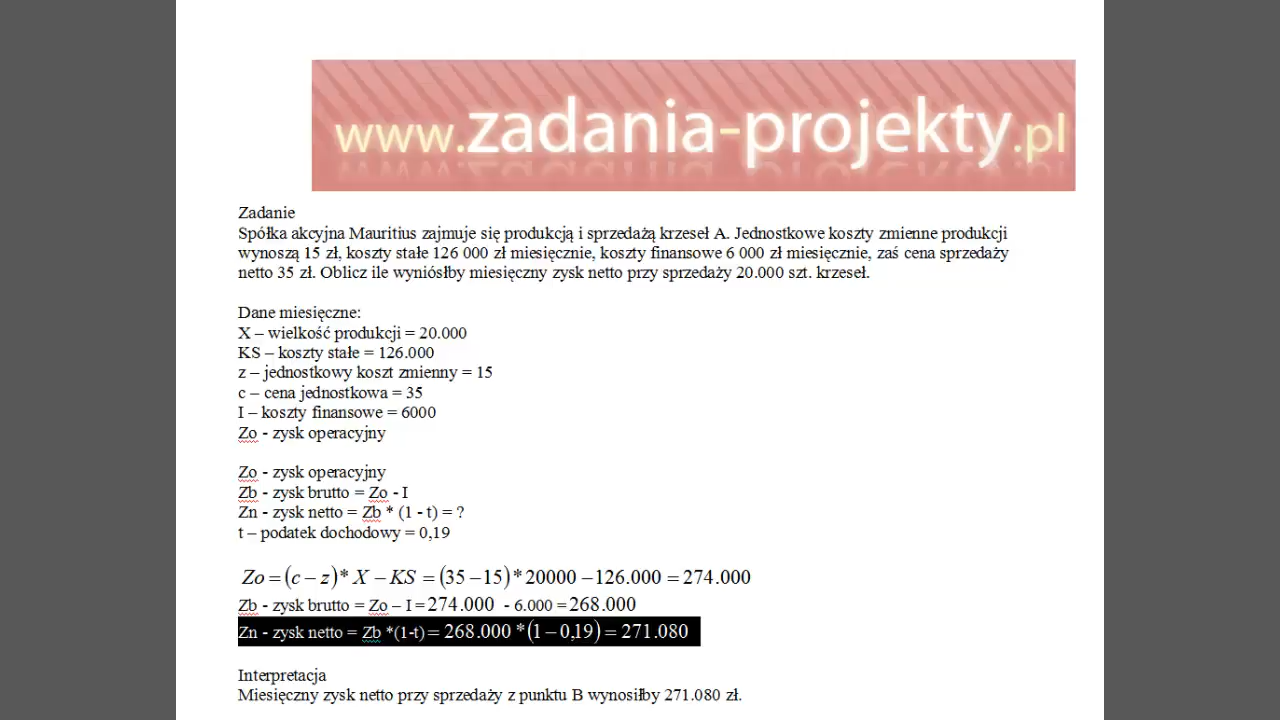 www.zadania-projekty.pl
Zadanie
Spółka akcyjna Mauritius zajmuje się produkcją i sprzedażą krzeseł A. Jednostkowe koszty zmienne produkcji
wynoszą 15 zł, koszty stałe 126 000 zł miesięcznie, koszty finansowe 6 000 zł miesięcznie, zaś cena sprzedaży
netto 35 zł. Oblicz ile wyniósłby miesięczny zysk netto przy sprzedaży 20.000 szt. krzeseł.
Dane miesięczne:
X – wielkość produkcji = 20.000
KS – koszty stałe = 126.000
z – jednostkowy koszt zmienny = 15
c – cena jednostkowa = 35
I – koszty finansowe = 6000
Zo - zysk operacyjny
Zo - zysk operacyjny
Zb - zysk brutto = Zo - I
Zn - zysk netto = Zb * (1 - t) = ?
t – podatek dochodowy = 0,19
Zo = (c – z)* X – KS = (35 –15)* 20000 –126.000 = 274.000
Zb - zysk brutto = Zo – I = 274.000 - 6.000 = 268.000
Zn - zysk netto = Zb *(1-t) = 268.000 *(1 – 0,19) = 271.080
Interpretacja
Miesięczny zysk netto przy sprzedaży z punktu B wynosiłby 271.080 zł.